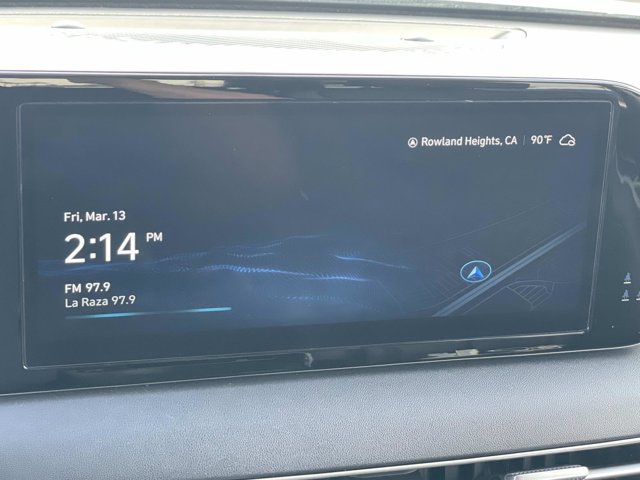 Rowland Heights, CA 90°F
Fri, Mar. 13
2:14 PM
FM 97.9
La Raza 97.9